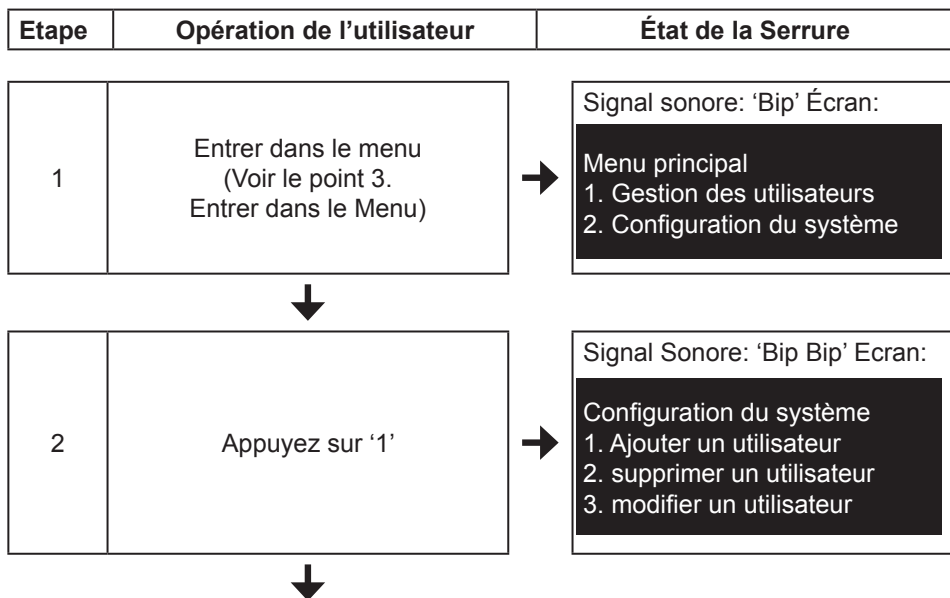 Etape Opération de l’utilisateur État de la Serrure
1
Entrer dans le menu
(Voir le point 3.
Entrer dans le Menu)
Signal sonore: ‘Bip’ Écran:
Menu principal
1. Gestion des utilisateurs
2. Configuration du système
2
Appuyez sur ‘1’
Signal Sonore: ‘Bip Bip’ Ecran:
Configuration du système
1. Ajouter un utilisateur
2. supprimer un utilisateur
3. modifier un utilisateur